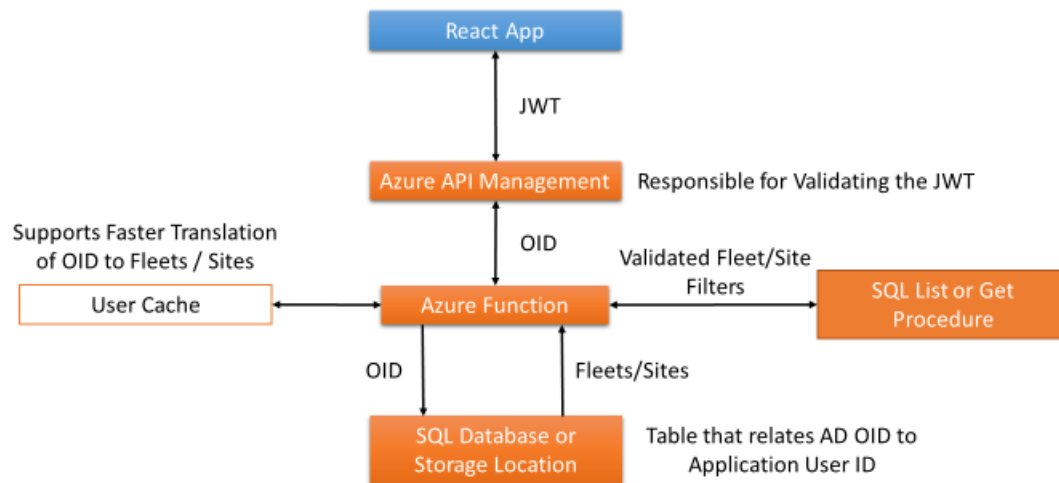 React App
JWT
Azure API Management
Responsible for Validating the JWT
Supports Faster Translation
of OID to Fleets / Sites
OID
Validated Fleet/Site
Filters
User Cache
Azure Function
SQL List or Get
Procedure
OID
Fleets/Sites
SQL Database or
Storage Location
Table that relates AD OID to
Application User ID